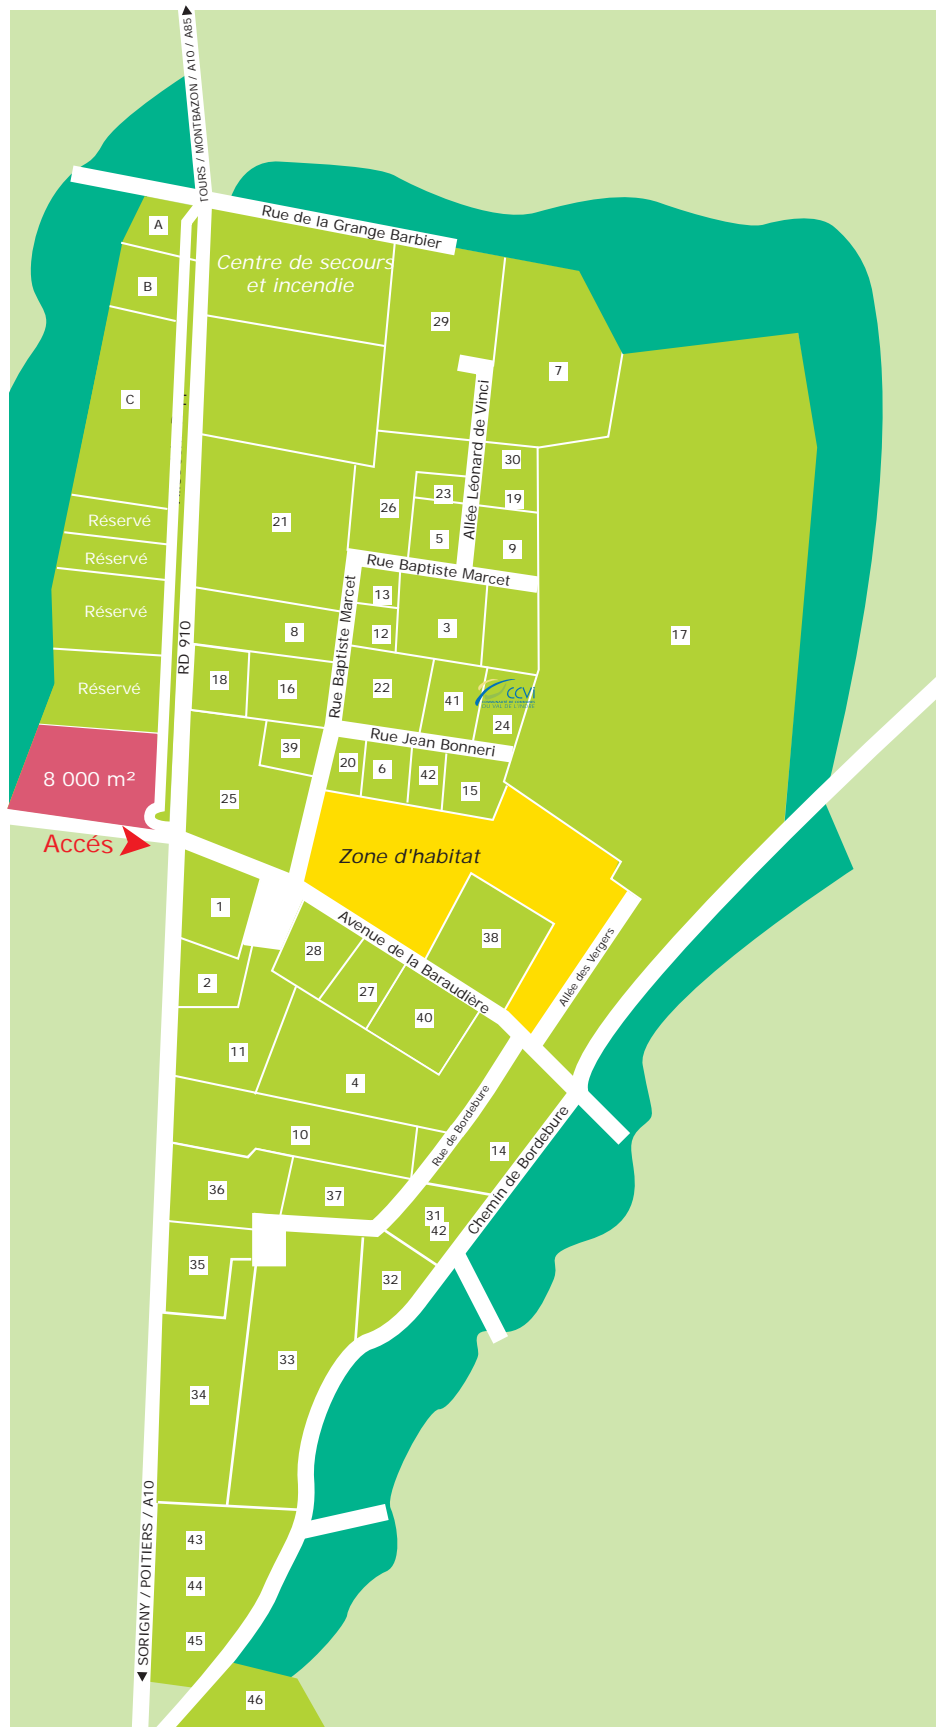 TOURS / MONTBAZON / A10 / A85
Rue de la Grange Barbier
A
Centre de secours
et incendie
B
29
7
C
Allée Léonard de Vinci
30
23
19
26
Réservé
21
5
9
Réservé
Rue Baptiste Marcet
13
Réservé
3
8
12
17
RD 910
Rue Baptiste Marcet
18
16
22
41
CCVI
24
Réservé
Rue Jean Bonneri
39
20
6
42
15
8 000 m²
25
Accés
Zone d'habitat
1
Avenue de la Baraudière
38
28
2
27
Allée des Vergers
40
11
4
10
Rue de Bordebure
14
Chemin de Bordebure
36
37
31
42
35
32
33
34
SORIGNY / POITIERS / A10
43
44
45
46